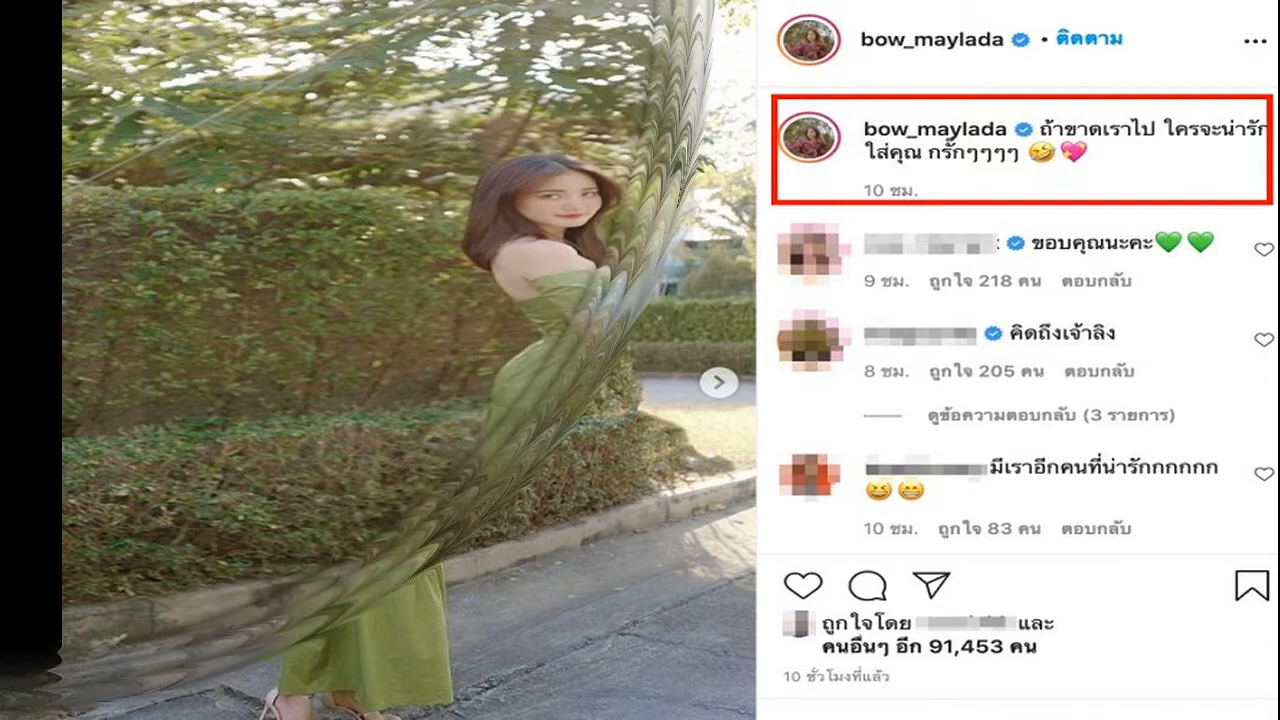 bow_maylada • ติดตาม
bow_maylada ถ้าขาดเราไป ใครจะน่ารัก
ใส่คุณ กรั๊กๆๆๆๆ 🤣💖
10 ชม.
ขอบคุณนะคะ💚💚
9 ชม. ถูกใจ 218 คน ตอบกลับ
คิดถึงเจ้าลิง
8 ชม. ถูกใจ 205 คน ตอบกลับ
ดูข้อความตอบกลับ (3 รายการ)
มีเราอีกคนที่น่ารักกกกกก
😆😁
10 ชม. ถูกใจ 83 คน ตอบกลับ
ถูกใจโดย และ
คนอื่นๆ อีก 91,453 คน
10 ชั่วโมงที่แล้ว